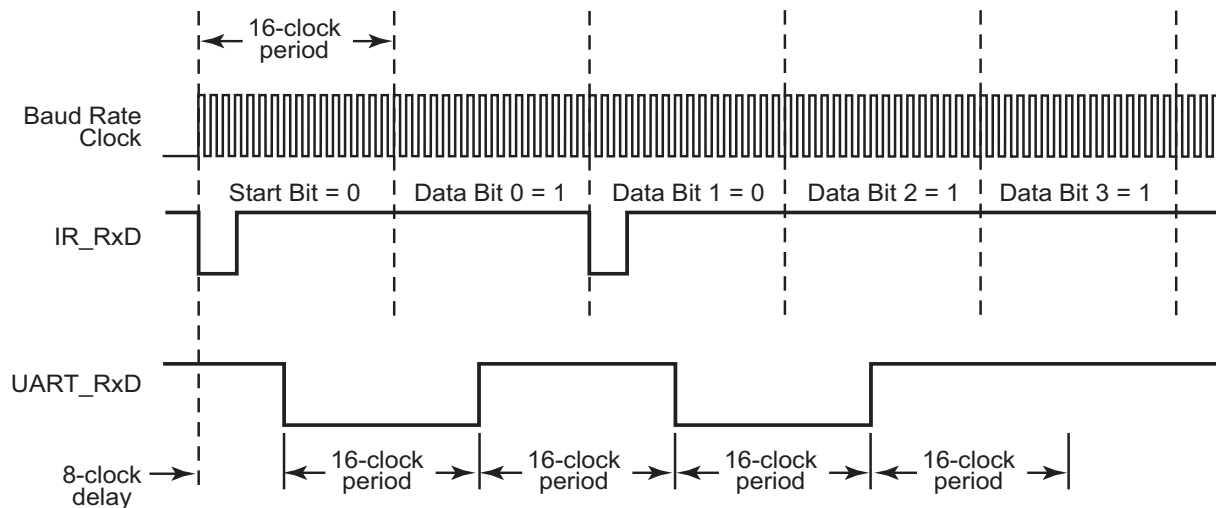 16-clock
period
Baud Rate
Clock
Start Bit = 0
Data Bit 0 = 1
Data Bit 1 = 0
Data Bit 2 = 1
Data Bit 3 = 1
IR_RxD
UART_RxD
8-clock
delay
16-clock
period
16-clock
period
16-clock
period
16-clock
period